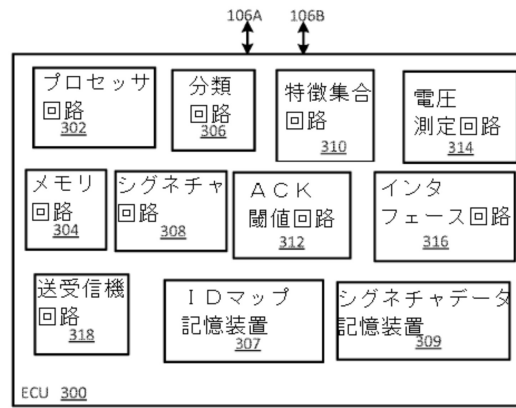 106A 106B
プロセッサ
回路
302
分類
回路
306
特徴集合
回路
310
電圧
測定回路
314
メモリ
回路
304
シグネチャ
回路
308
ACK
閾値回路
312
インタ
フェース回路
316
送受信機
回路
318
IDマップ
記憶装置
307
シグネチャデータ
記憶装置
309
ECU 300